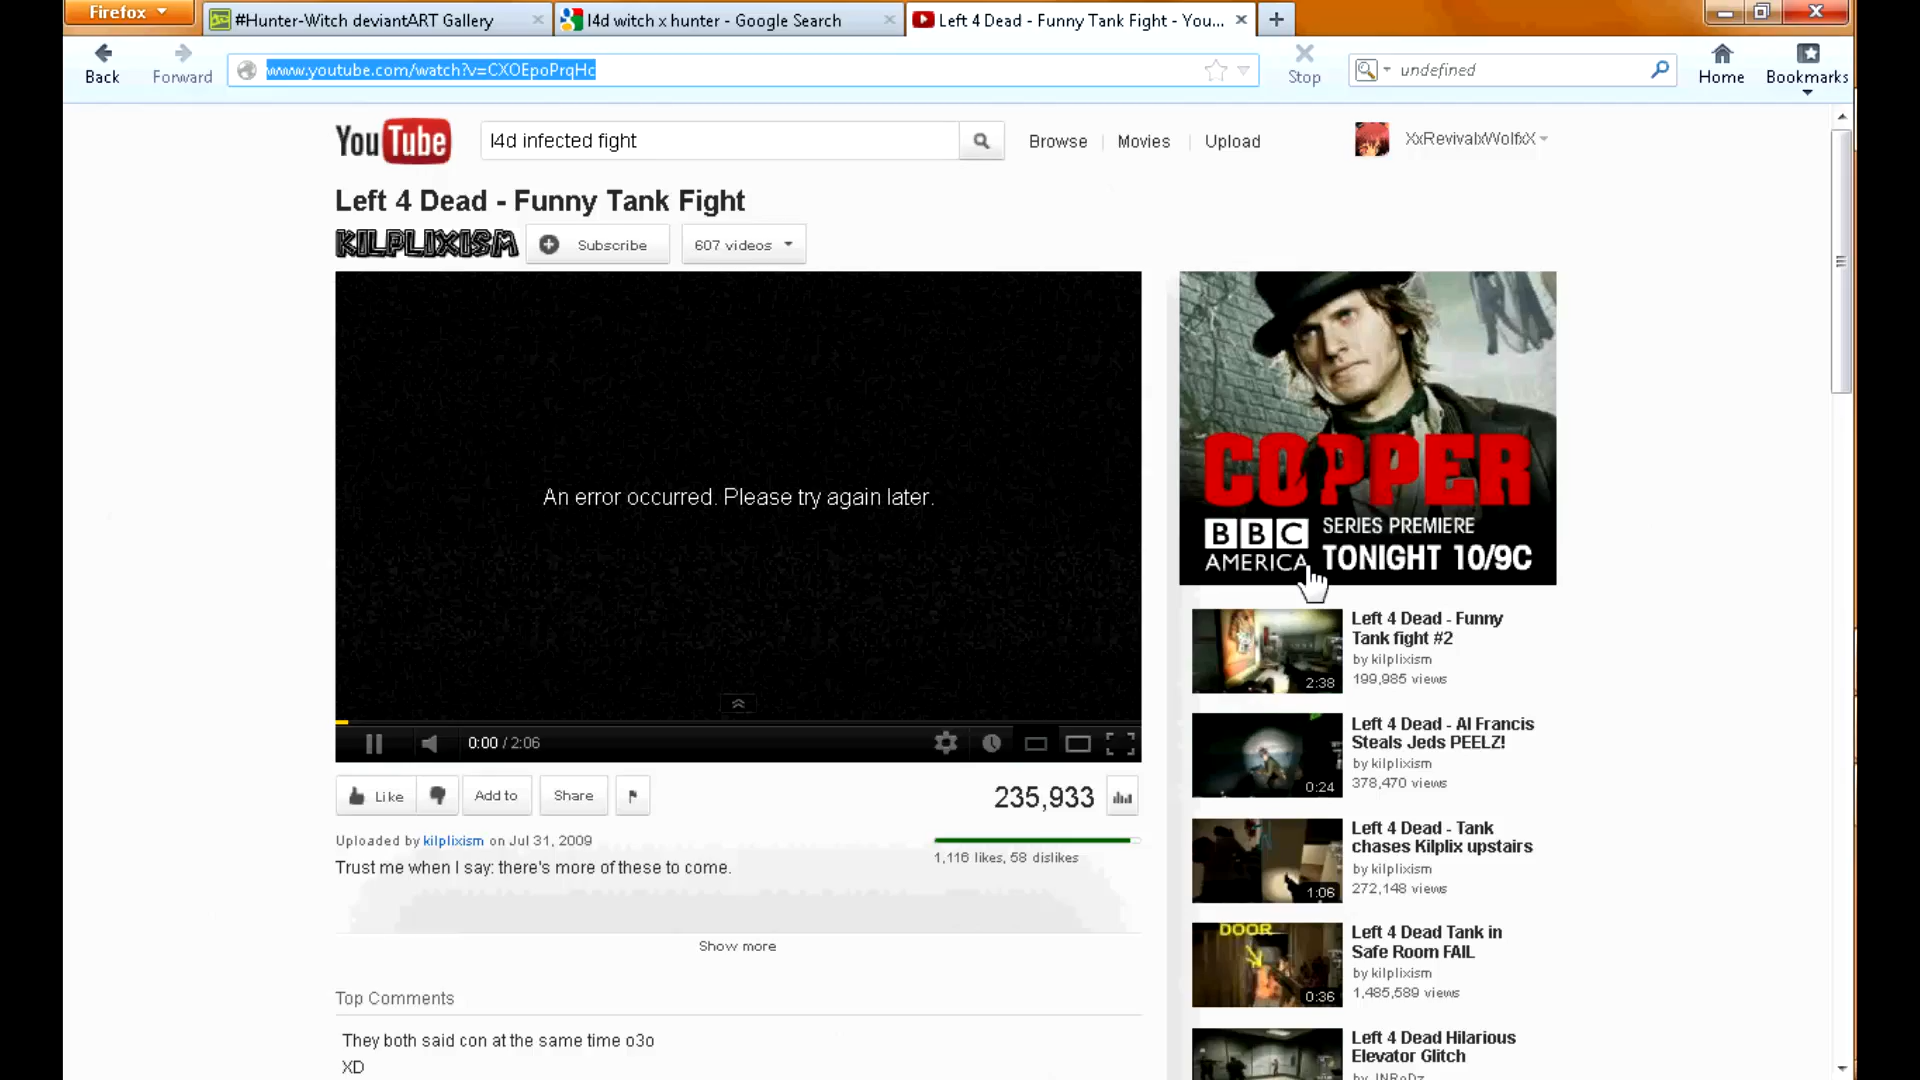 Firefox
#Hunter-Witch deviantART Gallery
l4d witch x hunter - Google Search
Left 4 Dead - Funny Tank Fight - You...
Back
Forward
www.youtube.com/watch?v=CXOEpoPrqHc
Stop
undefined
Home
Bookmarks
YouTube
l4d infected fight
Browse
Movies
Upload
XxRevivalxWolfxX
Left 4 Dead - Funny Tank Fight
KILPLIXISM
Subscribe
607 videos
An error occurred. Please try again later.
0:00 / 2:06
Like
Add to
Share
235,933
Uploaded by kilplixism on Jul 31, 2009
1,116 likes, 58 dislikes
Trust me when I say: there's more of these to come.
Show more
Top Comments
They both said con at the same time o3o
XD
COPPER
BBC
AMERICA
SERIES PREMIERE
TONIGHT 10/9C
Left 4 Dead - Funny
Tank fight #2
by kilplixism
199,985 views
2:38
Left 4 Dead - Al Francis
Steals Jeds PEELZ!
by kilplixism
378,470 views
0:24
Left 4 Dead - Tank
chases Kilplix upstairs
by kilplixism
272,148 views
1:06
DOOR
Left 4 Dead Tank in
Safe Room FAIL
by kilplixism
1,485,589 views
0:36
Left 4 Dead Hilarious
Elevator Glitch